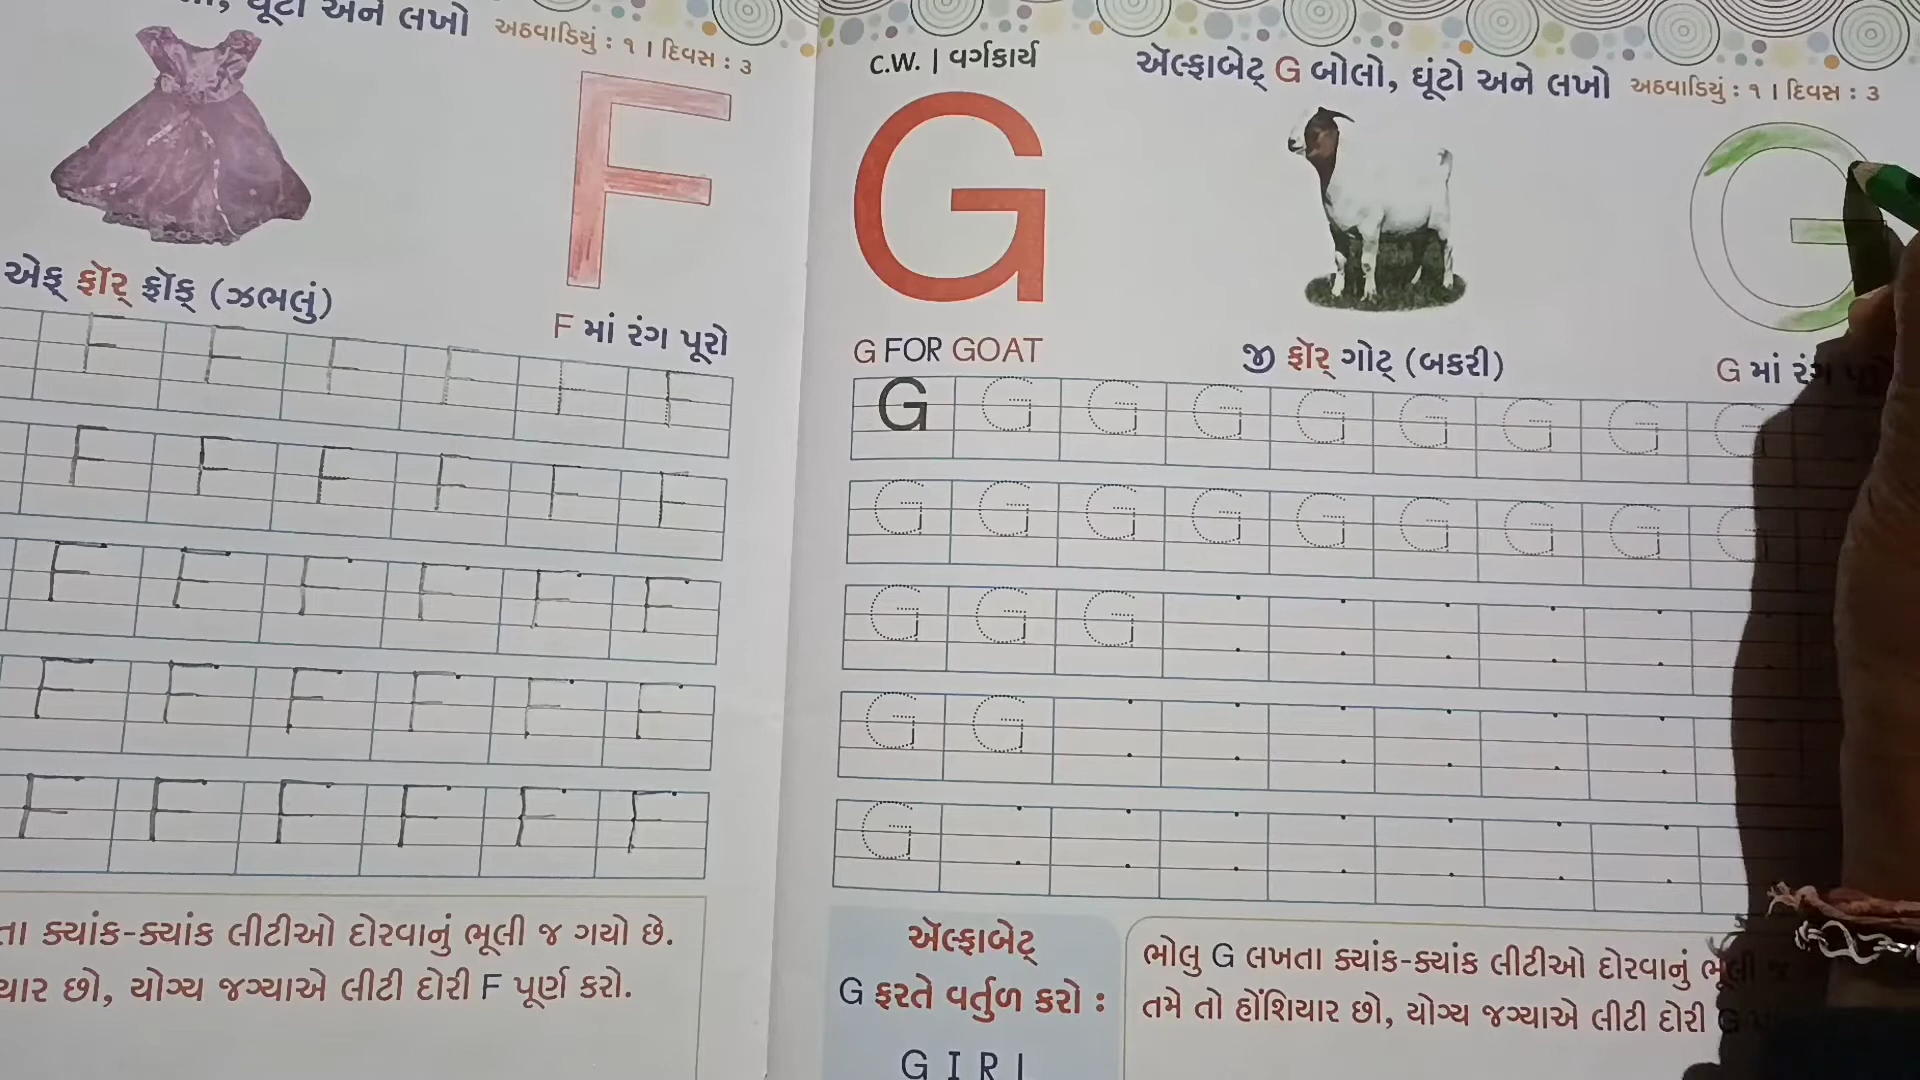 ઘૂંટો અને લખો
અઠવાડિયું : ૧ । દિવસ : ૩
F
એફ્ ફૉર્ ફ્રૉક્ (ઝભલું)
F માં રંગ પૂરો
F F F F F F
F F F F F F
F F F F F F
F F F F F F
F F F F F F
ક્યાંક-ક્યાંક લીટીઓ દોરવાનું ભૂલી જ ગયો છે.
છો, યોગ્ય જગ્યાએ લીટી દોરી F પૂર્ણ કરો.
C.W. | વર્ગકાર્ય
ઍલ્ફાબેટ્ G બોલો, ઘૂંટો અને લખો
અઠવાડિયું : ૧ । દિવસ : ૩
G
G
G FOR GOAT
જી ફૉર્ ગોટ્ (બકરી)
G માં રંગ
G G G G G G G G G
G G G G G G G G G
G G G
G G
G
ઍલ્ફાબેટ્
G ફરતે વર્તુળ કરો :
G I R
ભોલુ G લખતા ક્યાંક-ક્યાંક લીટીઓ દોરવાનું ભૂલી જ
તમે તો હોંશિયાર છો, યોગ્ય જગ્યાએ લીટી દોરી G